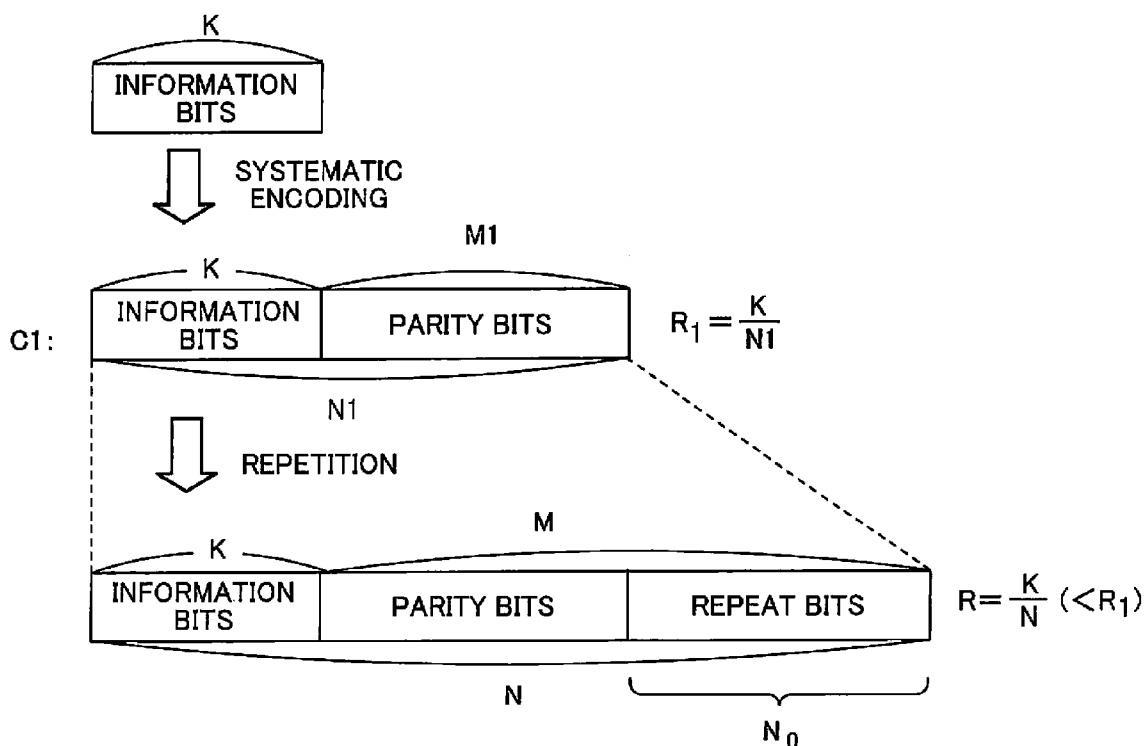 K
INFORMATION
BITS
SYSTEMATIC
ENCODING
M1
K
C1:
INFORMATION
BITS
PARITY BITS
R₁=K/N1
N1
REPETITION
M
K
INFORMATION
BITS
PARITY BITS
REPEAT BITS
R=K/N (<R₁)
N
N₀